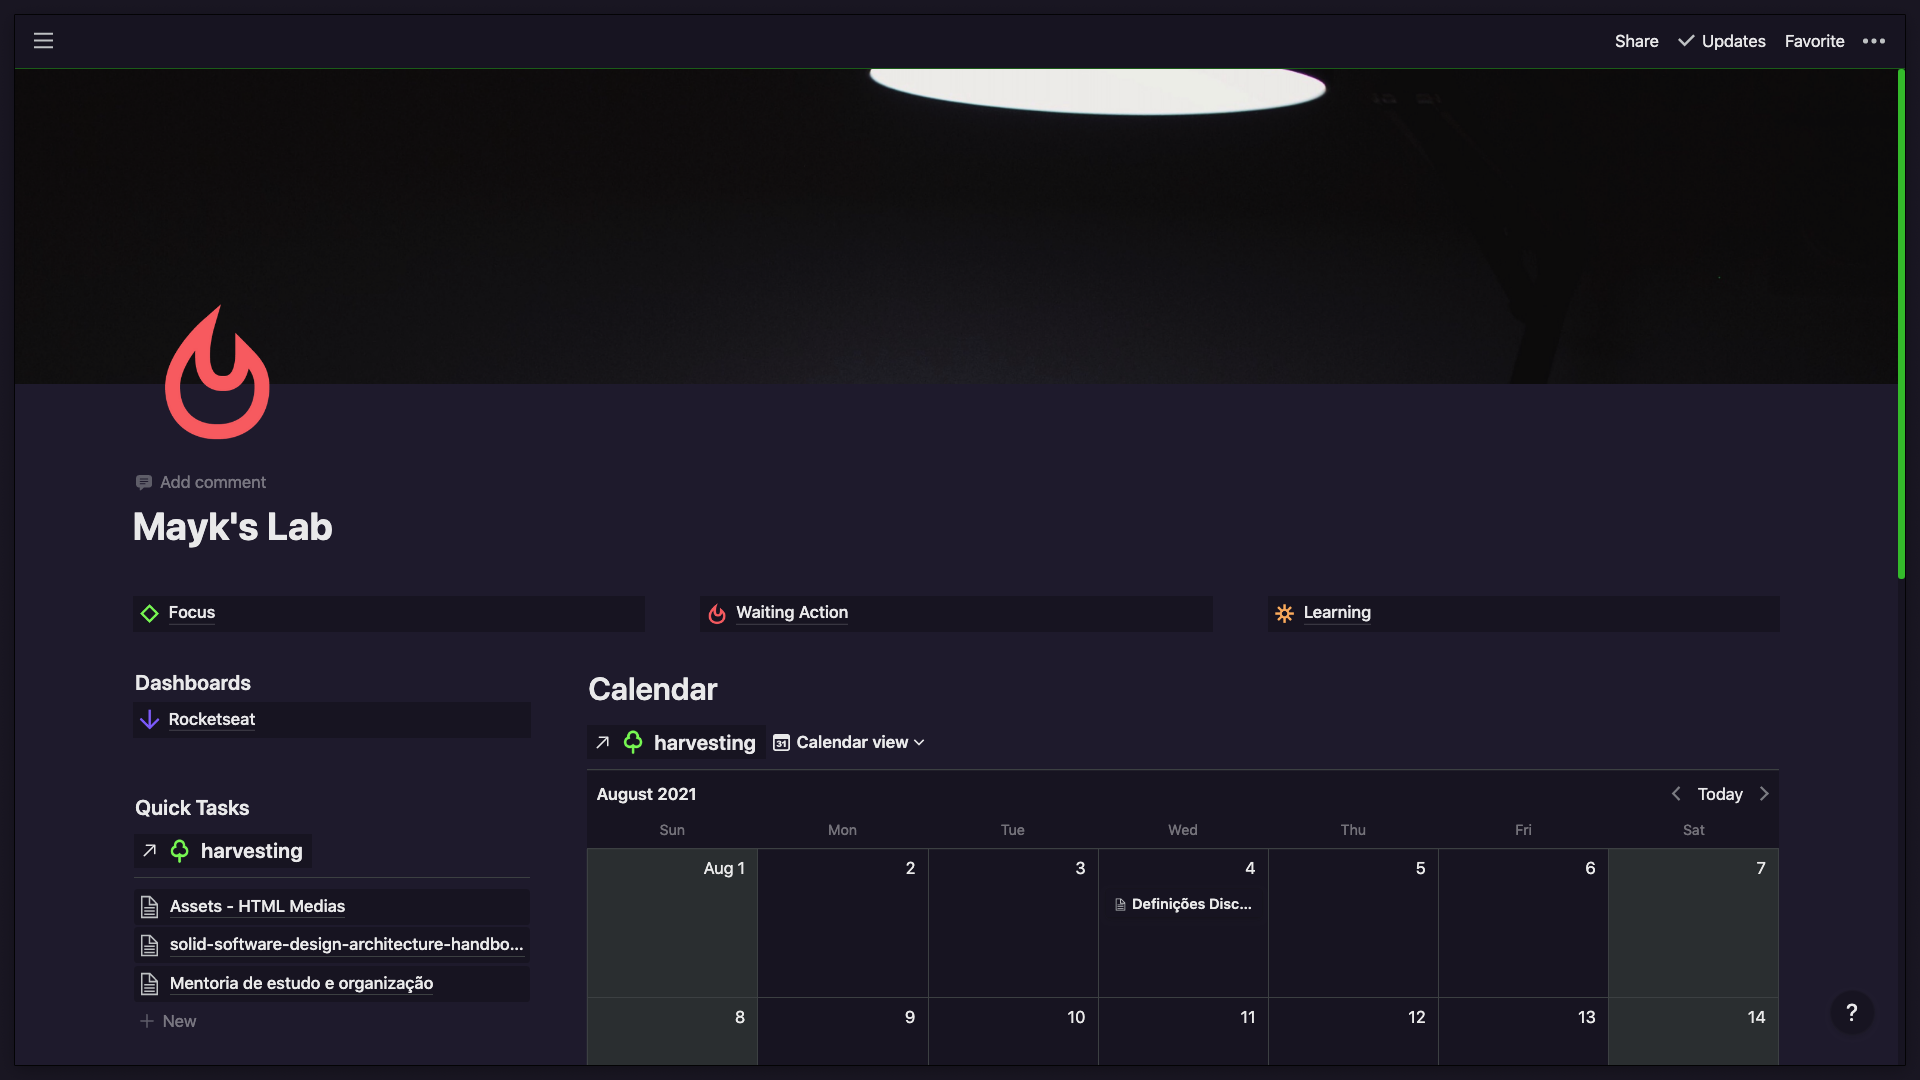 Share Updates Favorite
Add comment
Mayk's Lab
Focus
Waiting Action
Learning
Dashboards
Rocketseat
Quick Tasks
harvesting
Assets - HTML Medias
solid-software-design-architecture-handbo...
Mentoria de estudo e organização
New
Calendar
harvesting 31 Calendar view
August 2021 Today
Sun Mon Tue Wed Thu Fri Sat
Aug 1 2 3 4 5 6 7
Definições Disc...
8 9 10 11 12 13 14
?